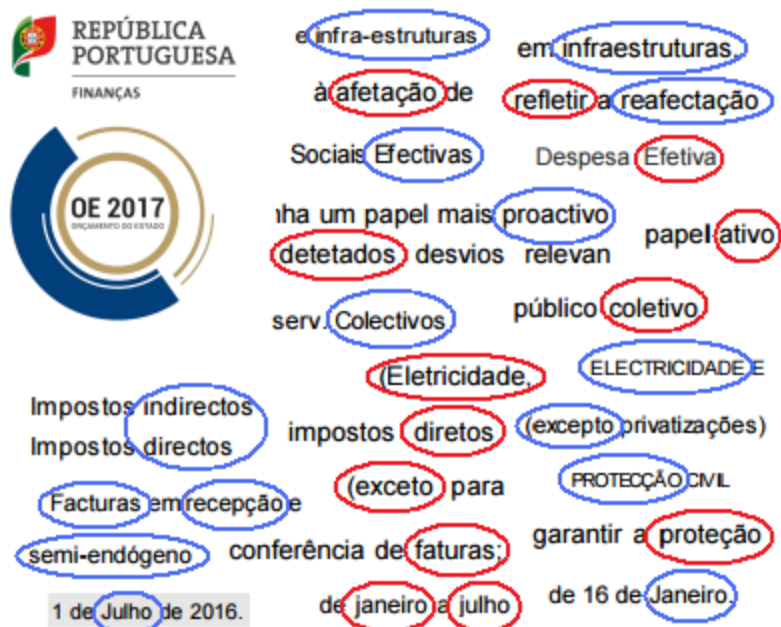 REPÚBLICA
PORTUGUESA
FINANÇAS
OE 2017
ORÇAMENTO DO ESTADO
e infra-estruturas
em infraestruturas,
à afetação de
refletir a reafectação
Sociais Efectivas
Despesa Efetiva
nha um papel mais proactivo
papel ativo
detetados desvios relevan
serv. Colectivos
público coletivo
(Eletricidade,
ELECTRICIDADE E
Impostos indirectos
Impostos directos
impostos diretos
(excepto privatizações)
Facturas em recepção e
(exceto para
PROTECÇÃO CIVIL
semi-endógeno
conferência de faturas;
garantir a proteção
1 de Julho de 2016.
de janeiro a julho
de 16 de Janeiro.